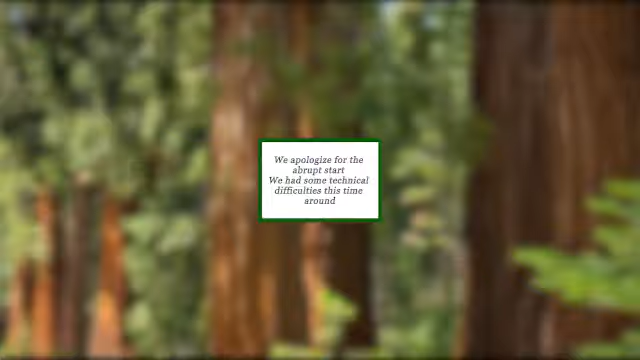 We apologize for the
abrupt start
We had some technical
difficulties this time
around